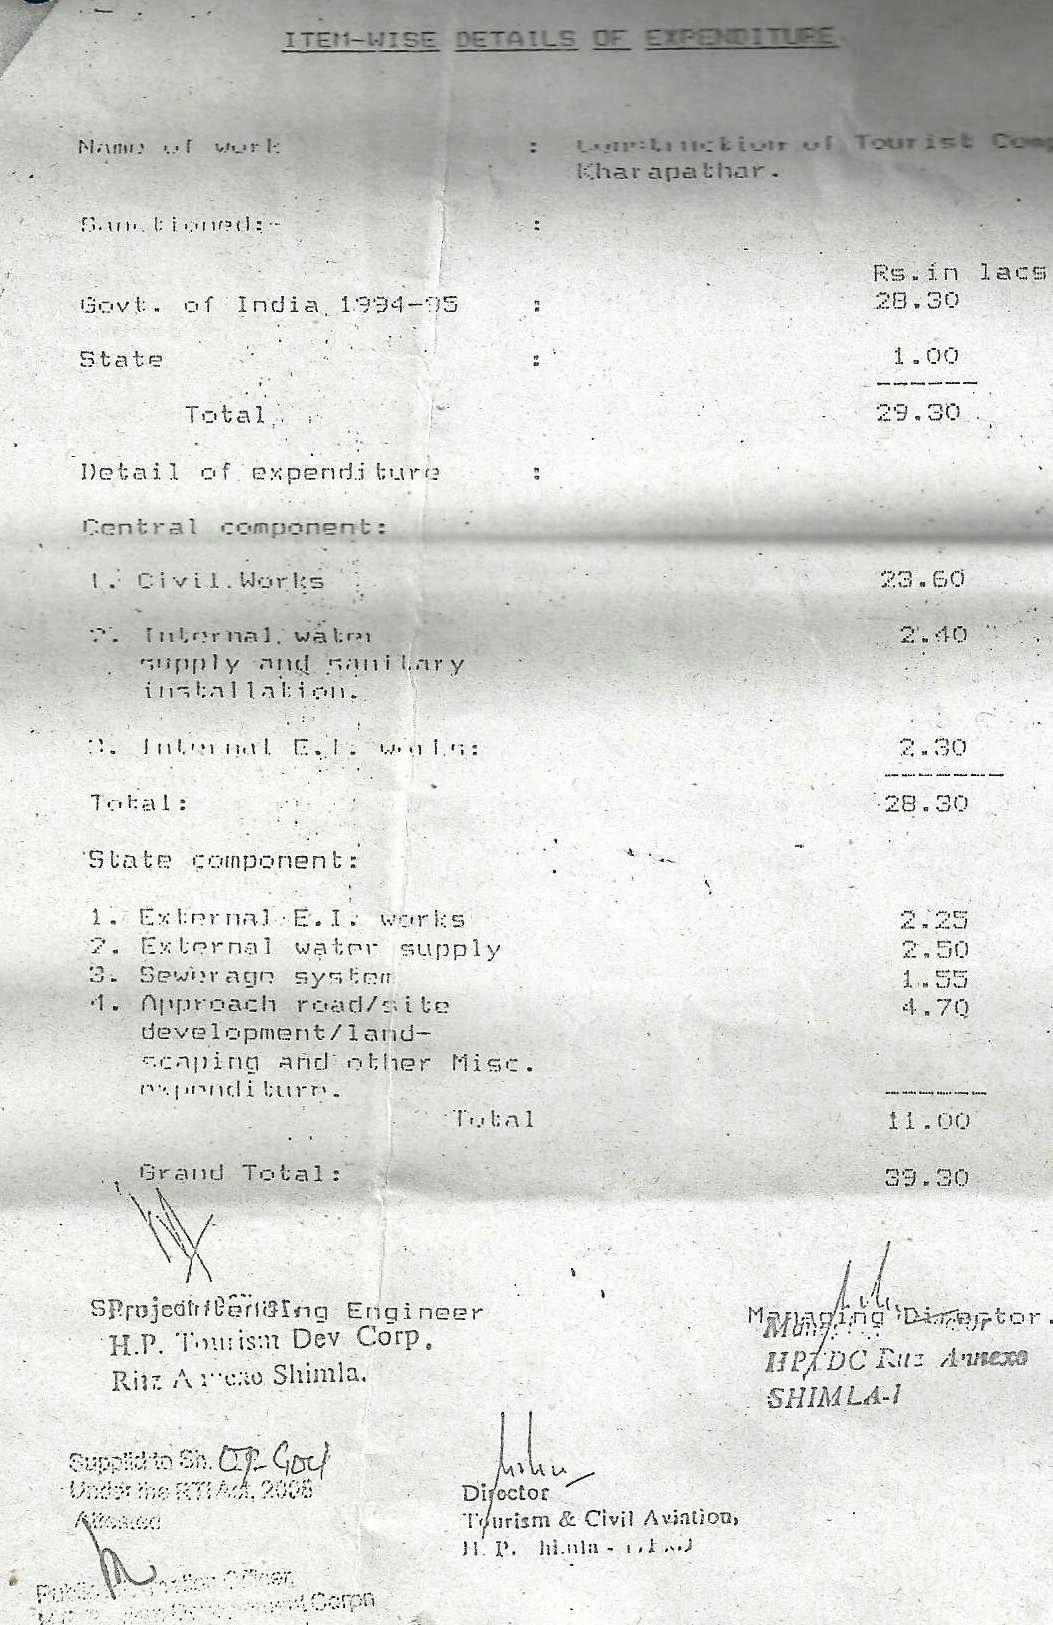 ITEM-WISE DETAILS OF EXPENDITURE
Name of work : Construction of Tourist Comp
Kharapathar.
Sanctioned:- :
Rs.in lacs
Govt. of India 1994-95 : 28.30
State : 1.00
------
Total 29.30
Detail of expenditure :
Central component:
1. Civil Works 23.60
2. Internal water 2.40
supply and sanitary
installation.
3. Internal E.I. works: 2.30
-------
Total: 28.30
State component:
1. External E.I. works 2.25
2. External water supply 2.50
3. Sewerage system 1.55
4. Approach road/site 4.70
development/land-
scaping and other Misc.
expenditure.
-------
Total 11.00
Grand Total: 39.30
Engineer Managing Director.
H.P. Tourism Dev Corp.
HPTDC Ritz Annexe
Ritz Annexe Shimla.
SHIMLA-1
Supplied to Sh.
Under the RTI Act, 2005
Attested
Director
Tourism & Civil Aviation,
H. P.
Officer,
Corpn